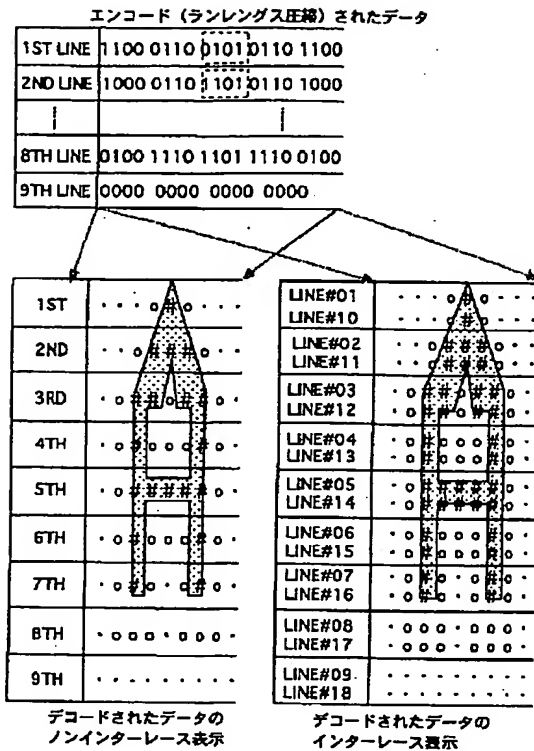 エンコード（ランレングス圧縮）されたデータ
1ST LINE 1100 0110 0101 0110 1100
2ND LINE 1000 0110 1101 0110 1000
8TH LINE 0100 1110 1101 1110 0100
9TH LINE 0000 0000 0000 0000
1ST · · · o # o · · ·
2ND · · o # # # o · ·
3RD · o # # o # # o ·
4TH · o # o o o # o ·
5TH · o # # # # # o ·
6TH · o # o o o # o ·
7TH · o # o · o # o ·
8TH · o o o · o o o ·
9TH · · · · · · · · ·
デコードされたデータの
ノンインターレース表示
LINE#01 · · · o # o · · ·
LINE#10 · · · o # o · · ·
LINE#02 · · o # # # o · ·
LINE#11 · · o # # # o · ·
LINE#03 · o # # o # # o ·
LINE#12 · o # # o # # o ·
LINE#04 · o # o o o # o ·
LINE#13 · o # o o o # o ·
LINE#05 · o # # # # # o ·
LINE#14 · o # # # # # o ·
LINE#06 · o # o o o # o ·
LINE#15 · o # o o o # o ·
LINE#07 · o # o · o # o ·
LINE#16 · o # o · o # o ·
LINE#08 · o o o · o o o ·
LINE#17 · o o o · o o o ·
LINE#09 · · · · · · · · ·
LINE#18 · · · · · · · · ·
デコードされたデータの
インターレース表示